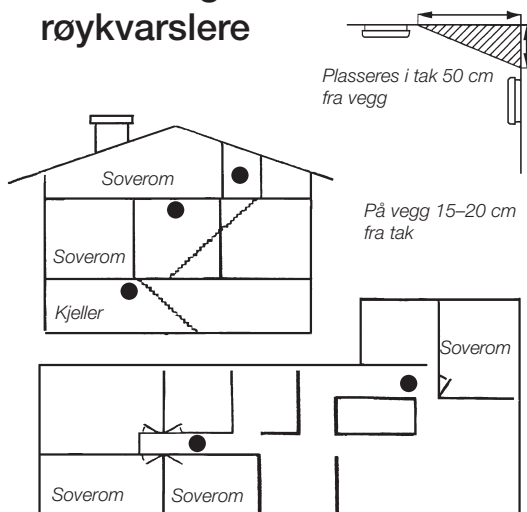 røykvarslere
Plasseres i tak 50 cm
fra vegg
På vegg 15–20 cm
fra tak
Soverom
Soverom
Kjeller
Soverom
Soverom
Soverom